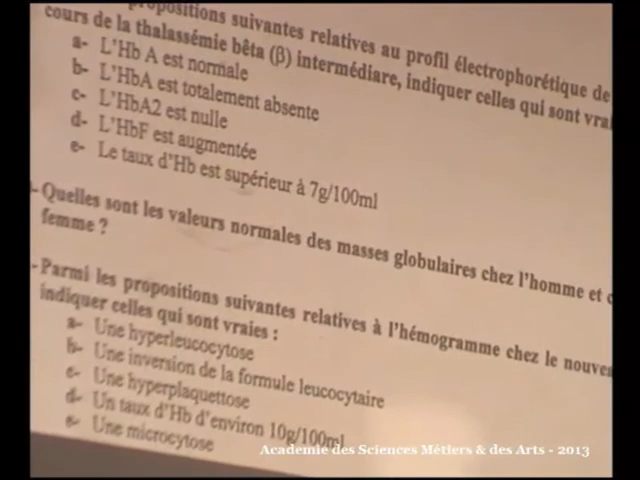 propositions suivantes relatives au profil électrophorétique de
cours de la thalassémie bêta (β) intermédiaire, indiquer celles qui sont vrai
a- L'Hb A est normale
b- L'HbA est totalement absente
c- L'HbA2 est nulle
d- L'HbF est augmentée
e- Le taux d'Hb est supérieur à 7g/100ml
- Quelles sont les valeurs normales des masses globulaires chez l'homme et c
femme ?
- Parmi les propositions suivantes relatives à l'hémogramme chez le nouve
indiquer celles qui sont vraies :
a- Une hyperleucocytose
b- Une inversion de la formule leucocytaire
c- Une hyperplaquettose
d- Un taux d'Hb d'environ 10g/100ml
e- Une microcytose
Academie des Sciences Métiers & des Arts - 2013